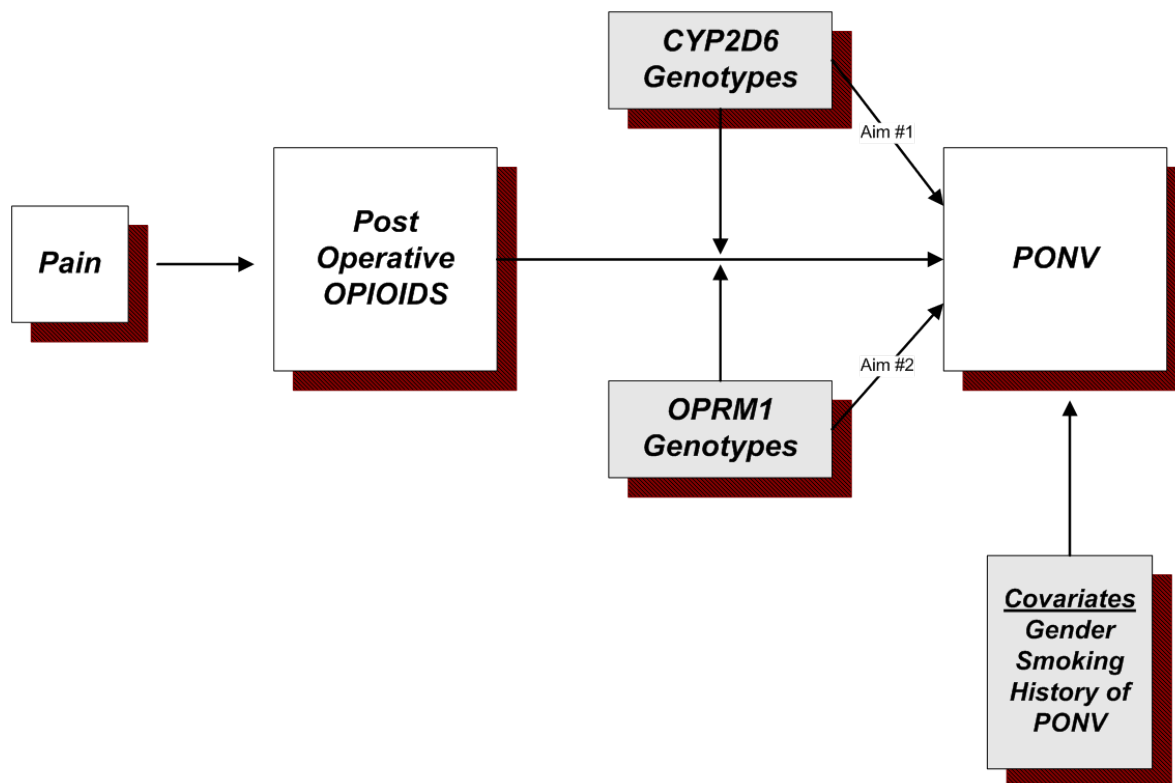 CYP2D6
Genotypes
Aim #1
Pain
Post
Operative
OPIOIDS
PONV
Aim #2
OPRM1
Genotypes
Covariates
Gender
Smoking
History of
PONV